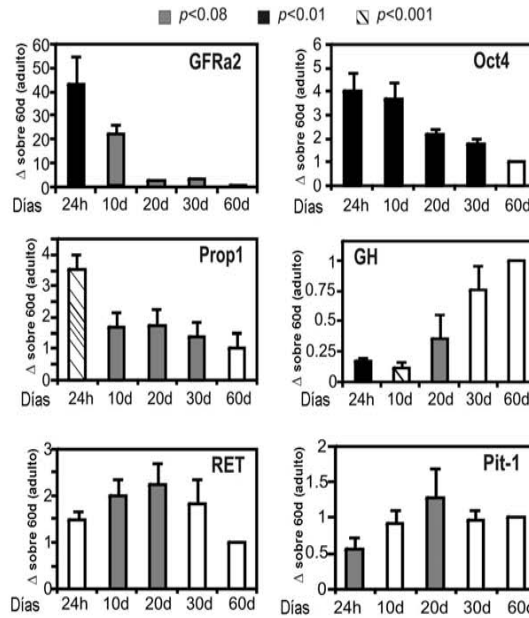 p<0.08 p<0.01 p<0.001
GFRa2
Δ sobre 60d (adulto)
60
50
40
30
20
10
0
Días 24h 10d 20d 30d 60d
Oct4
Δ sobre 60d (adulto)
6
5
4
3
2
1
0
Días 24h 10d 20d 30d 60d
Prop1
Δ sobre 60d (adulto)
4
3
2
1
0
Días 24h 10d 20d 30d 60d
GH
Δ sobre 60d (adulto)
1
0.75
0.5
0.25
0
Días 24h 10d 20d 30d 60d
RET
Δ sobre 60d (adulto)
3
2
1
0
Días 24h 10d 20d 30d 60d
Pit-1
Δ sobre 60d (adulto)
2
1.5
1
0.5
0
Días 24h 10d 20d 30d 60d